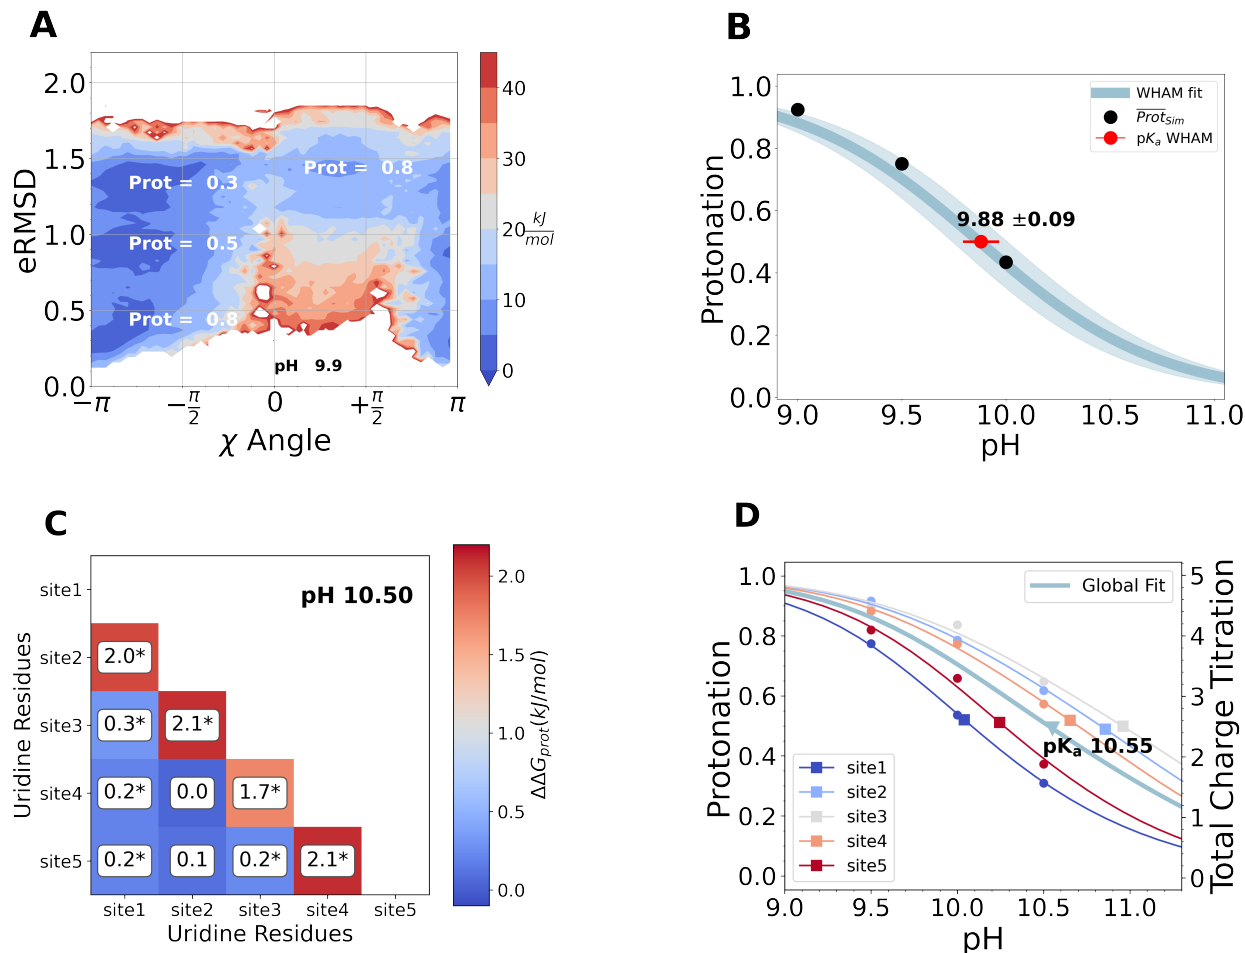 A
2.0
1.5
1.0
0.5
0.0
eRMSD
Prot = 0.3
Prot = 0.8
Prot = 0.5
Prot = 0.8
pH 9.9
−π
−π/2
0
+π/2
π
χ Angle
40
30
20
10
0
kJ/mol
B
1.0
0.8
0.6
0.4
0.2
0.0
Protonation
WHAM fit
Prot_Sim
pK_a WHAM
9.88 ±0.09
9.0
9.5
10.0
10.5
11.0
pH
C
pH 10.50
site1
site2
site3
site4
site5
Uridine Residues
2.0*
0.3*
2.1*
0.2*
0.0
1.7*
0.2*
0.1
0.2*
2.1*
site1
site2
site3
site4
site5
Uridine Residues
2.0
1.5
1.0
0.5
0.0
ΔΔG_prot(kJ/mol)
D
1.0
0.8
0.6
0.4
0.2
0.0
Protonation
Global Fit
pK_a 10.55
site1
site2
site3
site4
site5
5
4
3
2
1
0
Total Charge Titration
9.0
9.5
10.0
10.5
11.0
pH